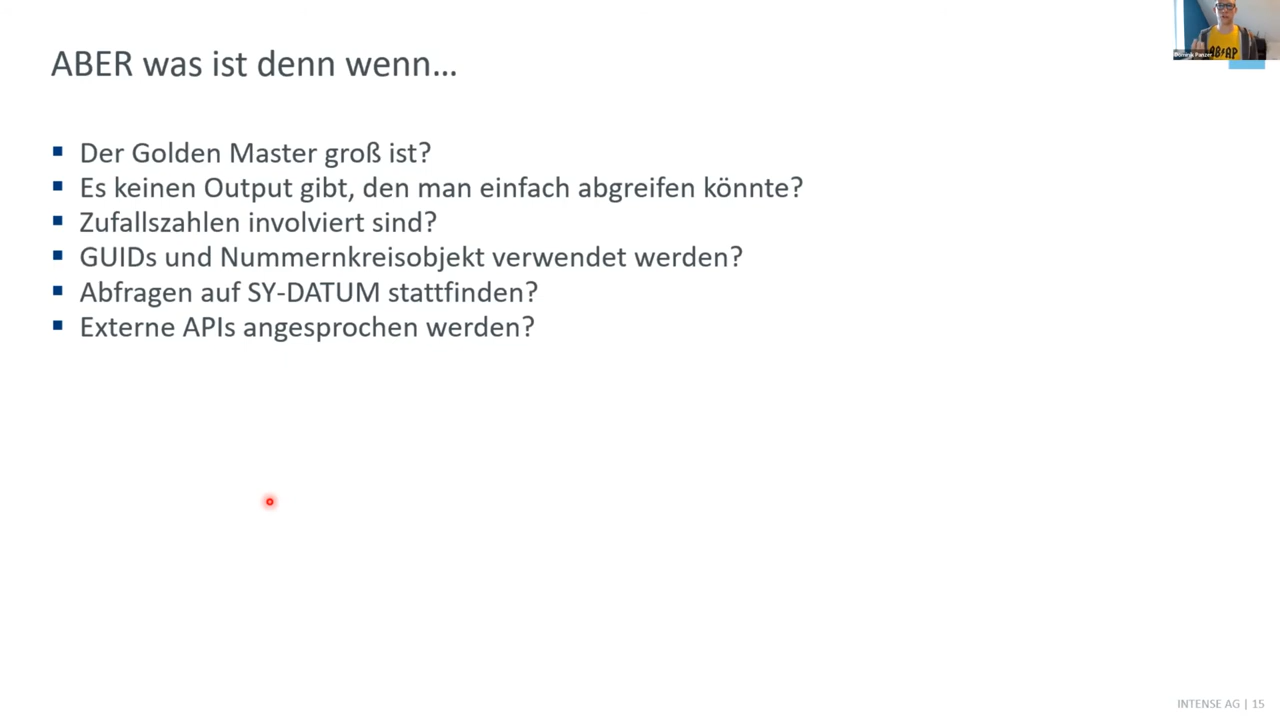 ABER was ist denn wenn...
Der Golden Master groß ist?
Es keinen Output gibt, den man einfach abgreifen könnte?
Zufallszahlen involviert sind?
GUIDs und Nummernkreisobjekt verwendet werden?
Abfragen auf SY-DATUM stattfinden?
Externe APIs angesprochen werden?
Dominik Panzer
INTENSE AG | 15